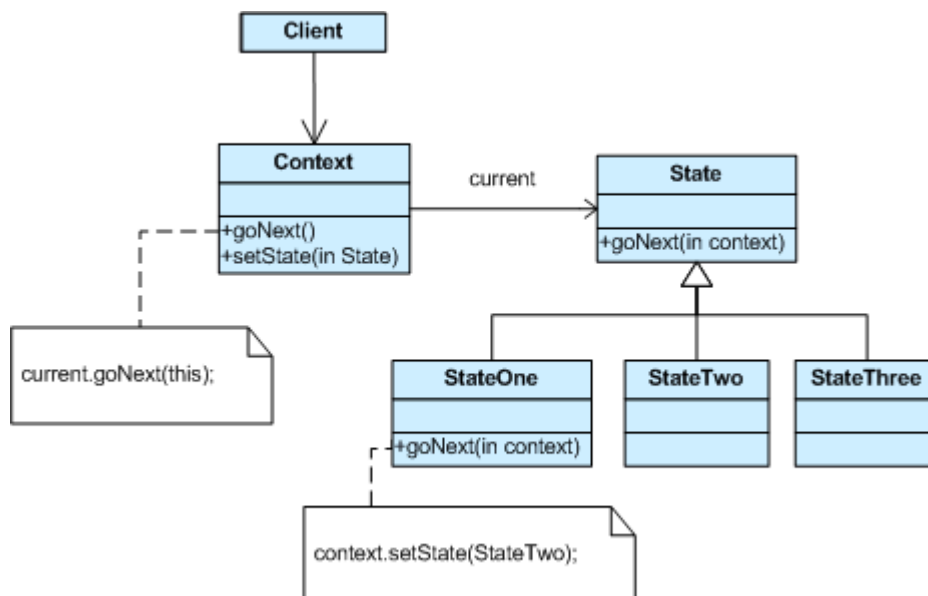 Client
Context
+goNext()
+setState(in State)
current
State
+goNext(in context)
current.goNext(this);
StateOne
+goNext(in context)
StateTwo
StateThree
context.setState(StateTwo);